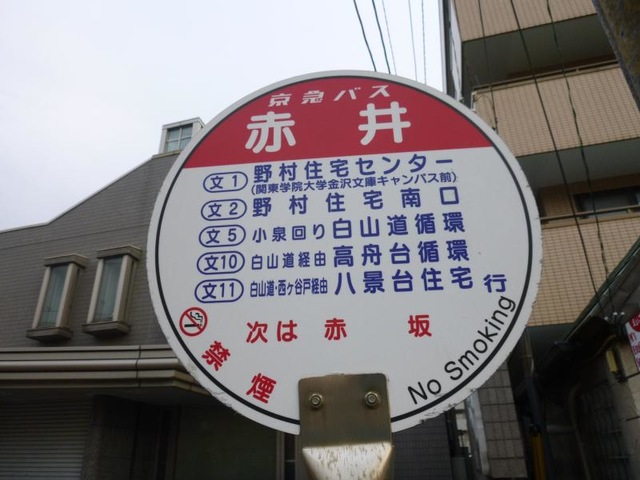 京急バス
赤井
文1 野村住宅センター
(関東学院大学金沢文庫キャンパス前)
文2 野村住宅南口
文5 小泉回り白山道循環
文10 白山道経由高舟台循環
文11 白山道・西ヶ谷戸経由八景台住宅 行
次は 赤坂
禁煙
No Smoking